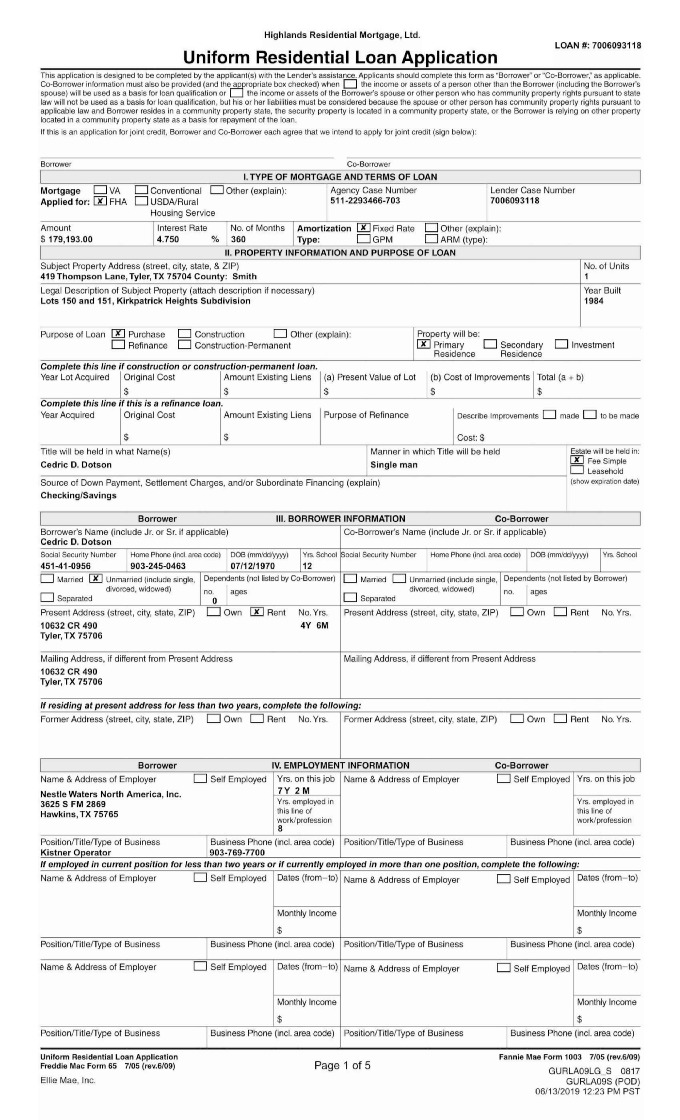 Highlands Residential Mortgage, Ltd.
LOAN #: 7006093118
Uniform Residential Loan Application
This application is designed to be completed by the applicant(s) with the Lender's assistance. Applicants should complete this form as "Borrower" or "Co-Borrower," as applicable.
Co-Borrower information must also be provided (and the appropriate box checked) when the income or assets of a person other than the Borrower (including the Borrower's
spouse) will be used as a basis for loan qualification or the income or assets of the Borrower's spouse or other person who has community property rights pursuant to state
law will not be used as a basis for loan qualification, but his or her liabilities must be considered because the spouse or other person has community property rights pursuant to
applicable law and Borrower resides in a community property state, the security property is located in a community property state, or the Borrower is relying on other property
located in a community property state as a basis for repayment of the loan.
If this is an application for joint credit, Borrower and Co-Borrower each agree that we intend to apply for joint credit (sign below):
Borrower Co-Borrower
I. TYPE OF MORTGAGE AND TERMS OF LOAN
Mortgage VA Conventional Other (explain): Agency Case Number Lender Case Number
Applied for: X FHA USDA/Rural 511-2293466-703 7006093118
Housing Service
Amount Interest Rate No. of Months Amortization X Fixed Rate Other (explain):
$ 179,193.00 4.750 % 360 Type: GPM ARM (type):
II. PROPERTY INFORMATION AND PURPOSE OF LOAN
Subject Property Address (street, city, state, & ZIP) No. of Units
419 Thompson Lane, Tyler, TX 75704 County: Smith 1
Legal Description of Subject Property (attach description if necessary) Year Built
Lots 150 and 151, Kirkpatrick Heights Subdivision 1984
Purpose of Loan X Purchase Construction Other (explain): Property will be:
Refinance Construction-Permanent X Primary Residence Secondary Residence Investment
Complete this line if construction or construction-permanent loan.
Year Lot Acquired Original Cost Amount Existing Liens (a) Present Value of Lot (b) Cost of Improvements Total (a + b)
$ $ $ $ $
Complete this line if this is a refinance loan.
Year Acquired Original Cost Amount Existing Liens Purpose of Refinance Describe Improvements made to be made
$ $ Cost: $
Title will be held in what Name(s) Manner in which Title will be held Estate will be held in:
Cedric D. Dotson Single man X Fee Simple
Leasehold
Source of Down Payment, Settlement Charges, and/or Subordinate Financing (explain) (show expiration date)
Checking/Savings
Borrower III. BORROWER INFORMATION Co-Borrower
Borrower's Name (include Jr. or Sr. if applicable) Co-Borrower's Name (include Jr. or Sr. if applicable)
Cedric D. Dotson
Social Security Number Home Phone (incl. area code) DOB (mm/dd/yyyy) Yrs. School Social Security Number Home Phone (incl. area code) DOB (mm/dd/yyyy) Yrs. School
451-41-0956 903-245-0463 07/12/1970 12
Married X Unmarried (include single, Dependents (not listed by Co-Borrower) Married Unmarried (include single, Dependents (not listed by Borrower)
divorced, widowed) no. ages divorced, widowed) no. ages
Separated 0 Separated
Present Address (street, city, state, ZIP) Own X Rent No. Yrs. Present Address (street, city, state, ZIP) Own Rent No. Yrs.
10632 CR 490 4Y 6M
Tyler, TX 75706
Mailing Address, if different from Present Address Mailing Address, if different from Present Address
10632 CR 490
Tyler, TX 75706
If residing at present address for less than two years, complete the following:
Former Address (street, city, state, ZIP) Own Rent No. Yrs. Former Address (street, city, state, ZIP) Own Rent No. Yrs.
Borrower IV. EMPLOYMENT INFORMATION Co-Borrower
Name & Address of Employer Self Employed Yrs. on this job Name & Address of Employer Self Employed Yrs. on this job
7 Y 2 M
Nestle Waters North America, Inc.
3625 S FM 2869 Yrs. employed in this line of work/profession Yrs. employed in this line of work/profession
Hawkins, TX 75765
8
Position/Title/Type of Business Business Phone (incl. area code) Position/Title/Type of Business Business Phone (incl. area code)
Kistner Operator 903-769-7700
If employed in current position for less than two years or if currently employed in more than one position, complete the following:
Name & Address of Employer Self Employed Dates (from–to) Name & Address of Employer Self Employed Dates (from–to)
Monthly Income Monthly Income
$ $
Position/Title/Type of Business Business Phone (incl. area code) Position/Title/Type of Business Business Phone (incl. area code)
Name & Address of Employer Self Employed Dates (from–to) Name & Address of Employer Self Employed Dates (from–to)
Monthly Income Monthly Income
$ $
Position/Title/Type of Business Business Phone (incl. area code) Position/Title/Type of Business Business Phone (incl. area code)
Uniform Residential Loan Application Fannie Mae Form 1003 7/05 (rev.6/09)
Freddie Mac Form 65 7/05 (rev.6/09)
Page 1 of 5
Ellie Mae, Inc. GURLA09LG_S 0817
GURLA09S (POD)
06/13/2019 12:23 PM PST